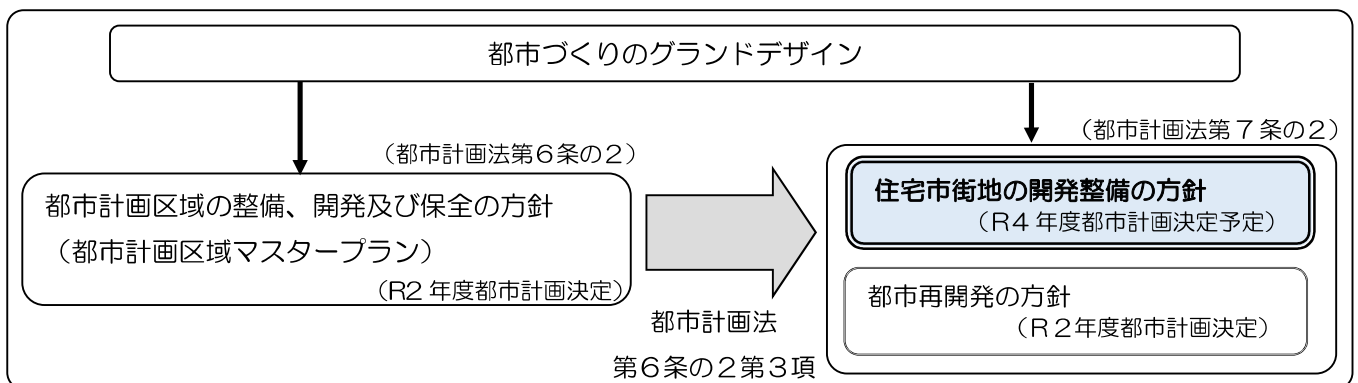 都市づくりのグランドデザイン
（都市計画法第７条の２）
（都市計画法第６条の２）
都市計画区域の整備、開発及び保全の方針
（都市計画区域マスタープラン）
（R2 年度都市計画決定）
都市計画法
第６条の２第３項
住宅市街地の開発整備の方針
（R４年度都市計画決定予定）
都市再開発の方針
（R２年度都市計画決定）